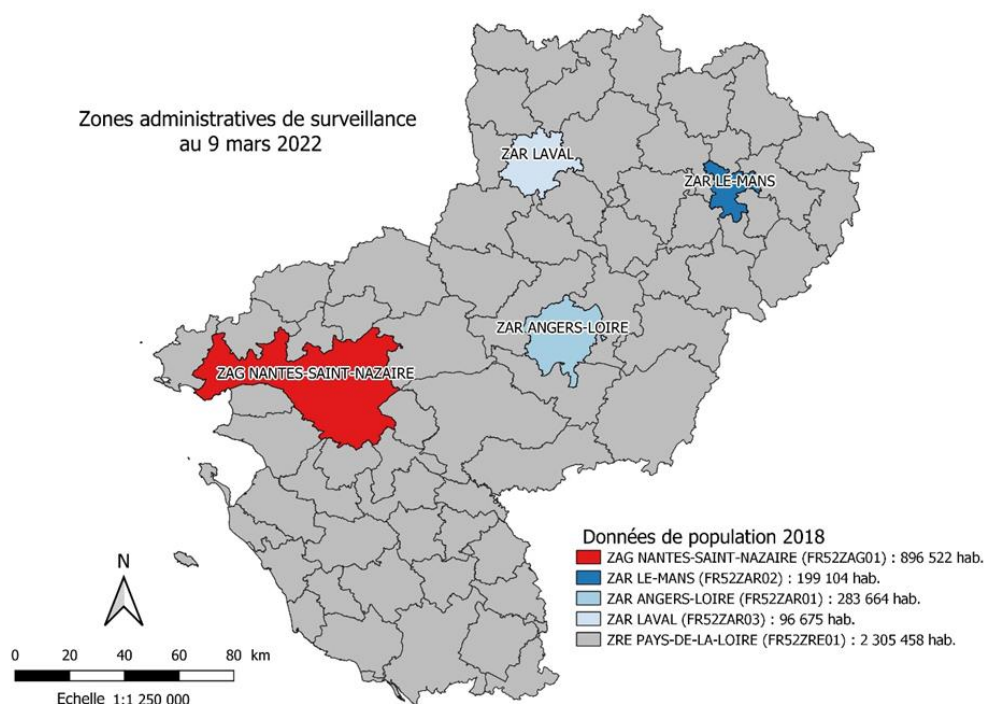 Zones administratives de surveillance
au 9 mars 2022
ZAR LAVAL
ZAR LE-MANS
ZAR ANGERS-LOIRE
ZAG NANTES-SAINT-NAZAIRE
Données de population 2018
ZAG NANTES-SAINT-NAZAIRE (FR52ZAG01) : 896 522 hab.
ZAR LE-MANS (FR52ZAR02) : 199 104 hab.
ZAR ANGERS-LOIRE (FR52ZAR01) : 283 664 hab.
ZAR LAVAL (FR52ZAR03) : 96 675 hab.
ZRE PAYS-DE-LA-LOIRE (FR52ZRE01) : 2 305 458 hab.
N
0 20 40 60 80 km
Echelle 1:1 250 000